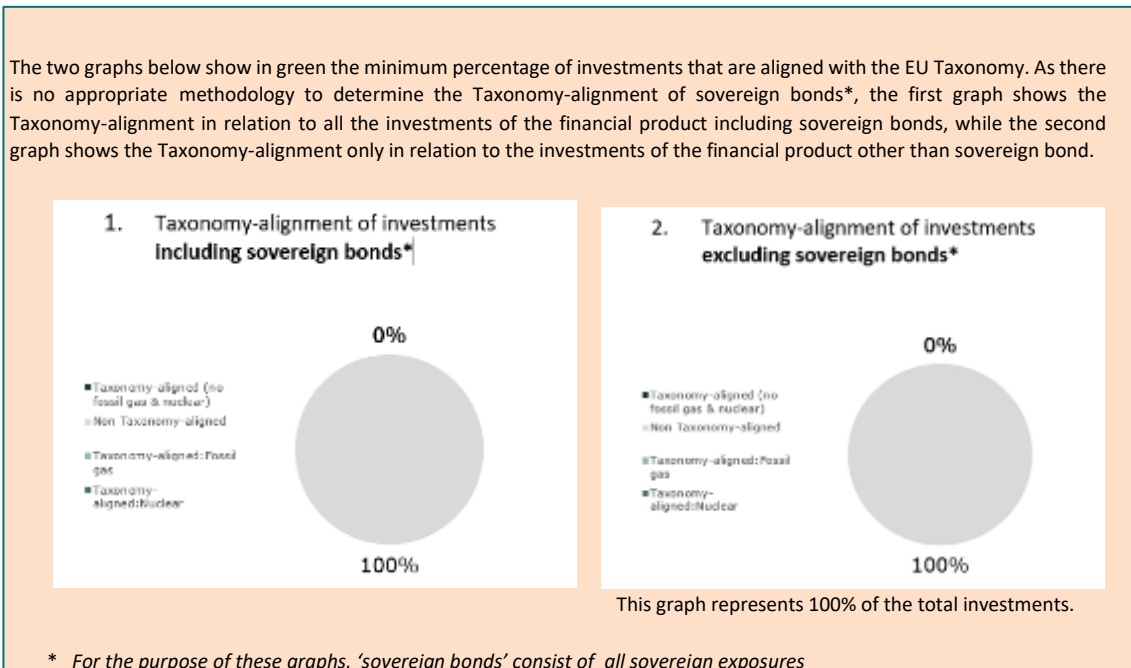 The two graphs below show in green the minimum percentage of investments that are aligned with the EU Taxonomy. As there
is no appropriate methodology to determine the Taxonomy-alignment of sovereign bonds*, the first graph shows the
Taxonomy-alignment in relation to all the investments of the financial product including sovereign bonds, while the second
graph shows the Taxonomy-alignment only in relation to the investments of the financial product other than sovereign bond.
1. Taxonomy-alignment of investments
including sovereign bonds*
0%
Taxonomy-aligned (no
fossil gas & nuclear)
Non Taxonomy-aligned
Taxonomy-aligned:Fossil
gas
Taxonomy-
aligned:Nuclear
100%
2. Taxonomy-alignment of investments
excluding sovereign bonds*
0%
Taxonomy-aligned (no
fossil gas & nuclear)
Non Taxonomy-aligned
Taxonomy-aligned:Fossil
gas
Taxonomy-
aligned:Nuclear
100%
This graph represents 100% of the total investments.
* For the purpose of these graphs, ‘sovereign bonds’ consist of all sovereign exposures